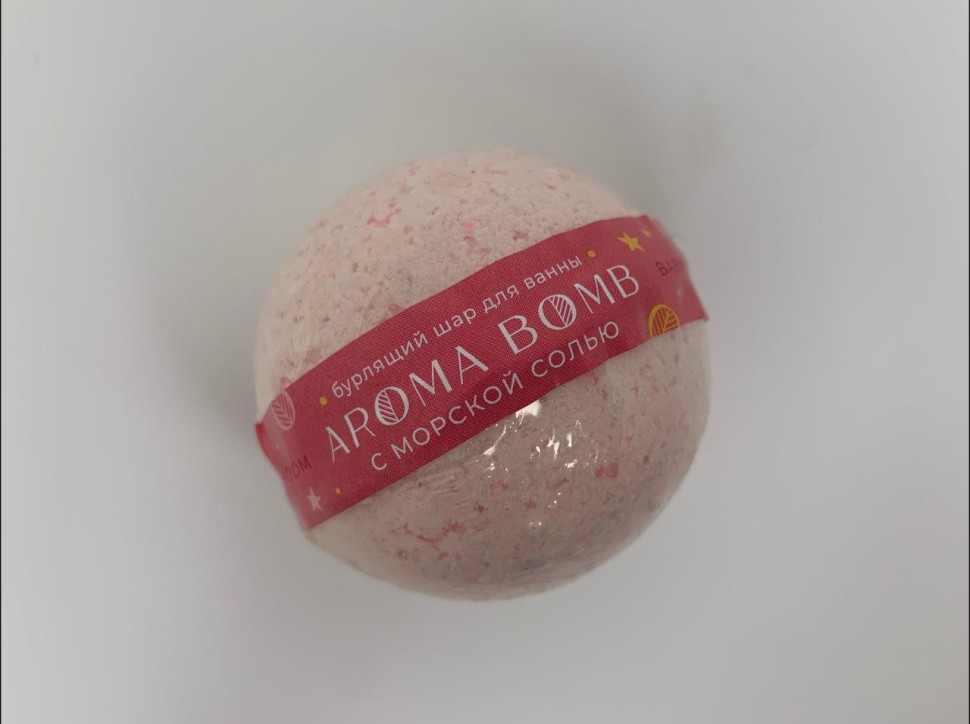 бурлящий шар для ванны
AROMA BOMB
С МОРСКОЙ СОЛЬЮ